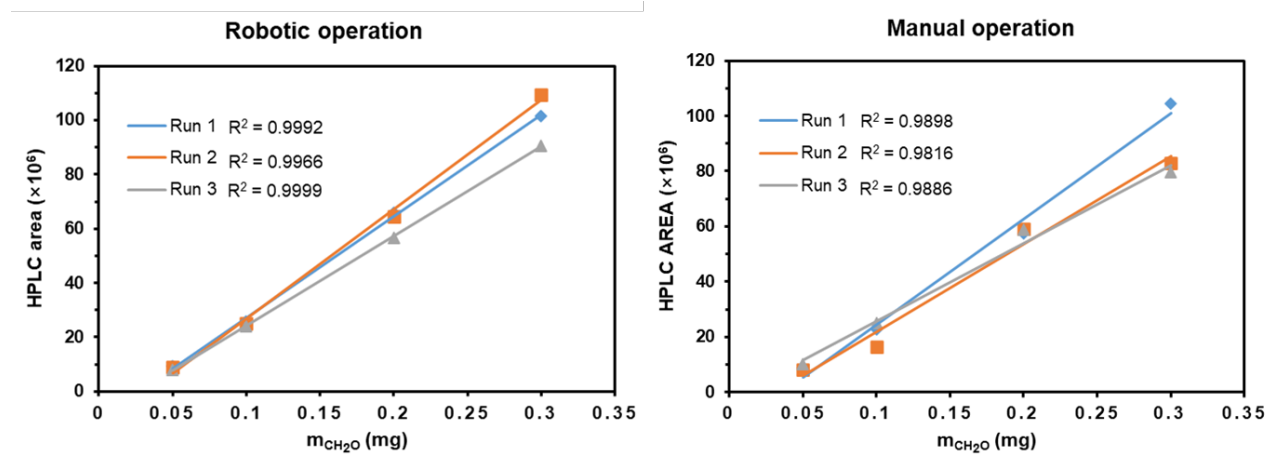 Robotic operation
120
100
80
60
40
20
0
HPLC area (×10⁶)
Run 1 R² = 0.9992
Run 2 R² = 0.9966
Run 3 R² = 0.9999
0 0.05 0.1 0.15 0.2 0.25 0.3 0.35
mCH₂O (mg)
Manual operation
120
100
80
60
40
20
0
HPLC AREA (×10⁶)
Run 1 R² = 0.9898
Run 2 R² = 0.9816
Run 3 R² = 0.9886
0 0.05 0.1 0.15 0.2 0.25 0.3 0.35
mCH₂O (mg)